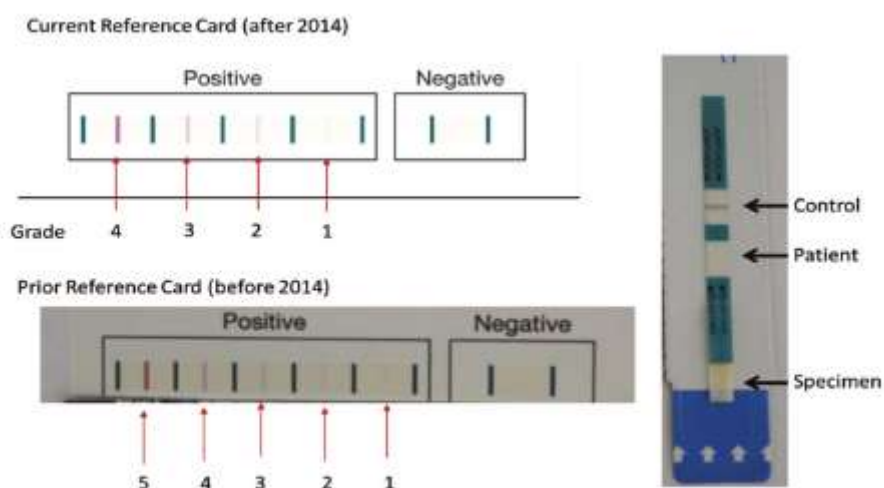 Current Reference Card (after 2014)
Positive
Negative
Grade
4
3
2
1
Prior Reference Card (before 2014)
Positive
Negative
5
4
3
2
1
Control
Patient
Specimen